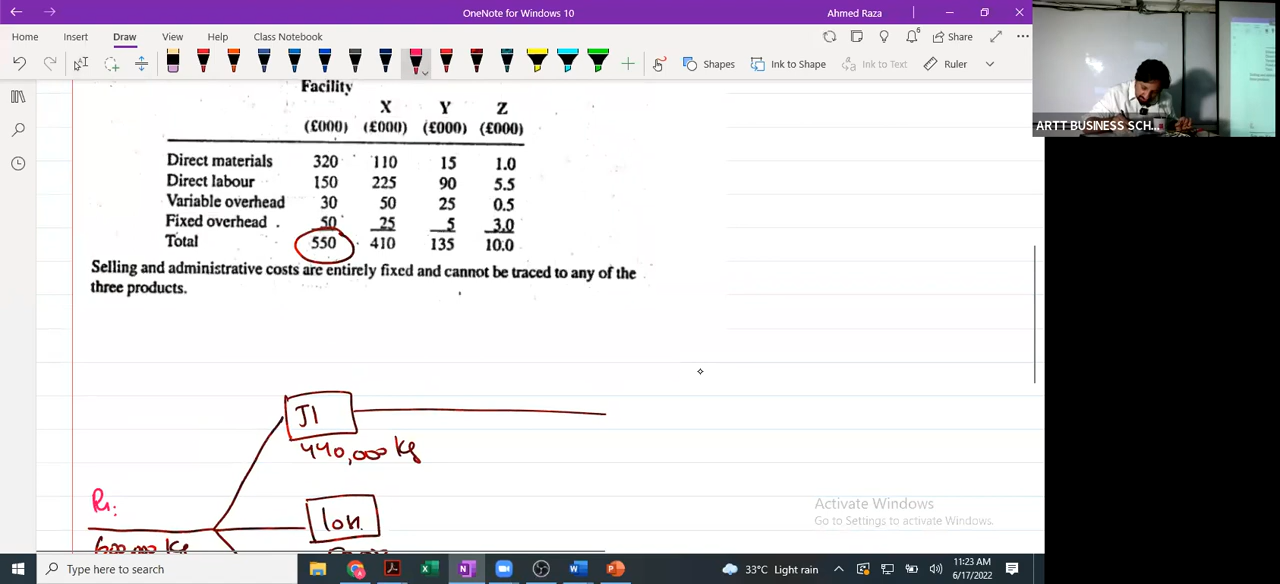 OneNote for Windows 10
Ahmed Raza
Home Insert Draw View Help Class Notebook
Share
Shapes Ink to Shape Ink to Text Ruler
ARTT BUSINESS SCH...
Facility
X Y Z
(£000) (£000) (£000) (£000)
Direct materials 320 110 15 1.0
Direct labour 150 225 90 5.5
Variable overhead 30 50 25 0.5
Fixed overhead 50 25 5 3.0
Total 550 410 135 10.0
Selling and administrative costs are entirely fixed and cannot be traced to any of the
three products.
J1
440,000 kg
600,000 kg
Activate Windows
Go to Settings to activate Windows.
Type here to search
33°C Light rain
11:23 AM
6/17/2022